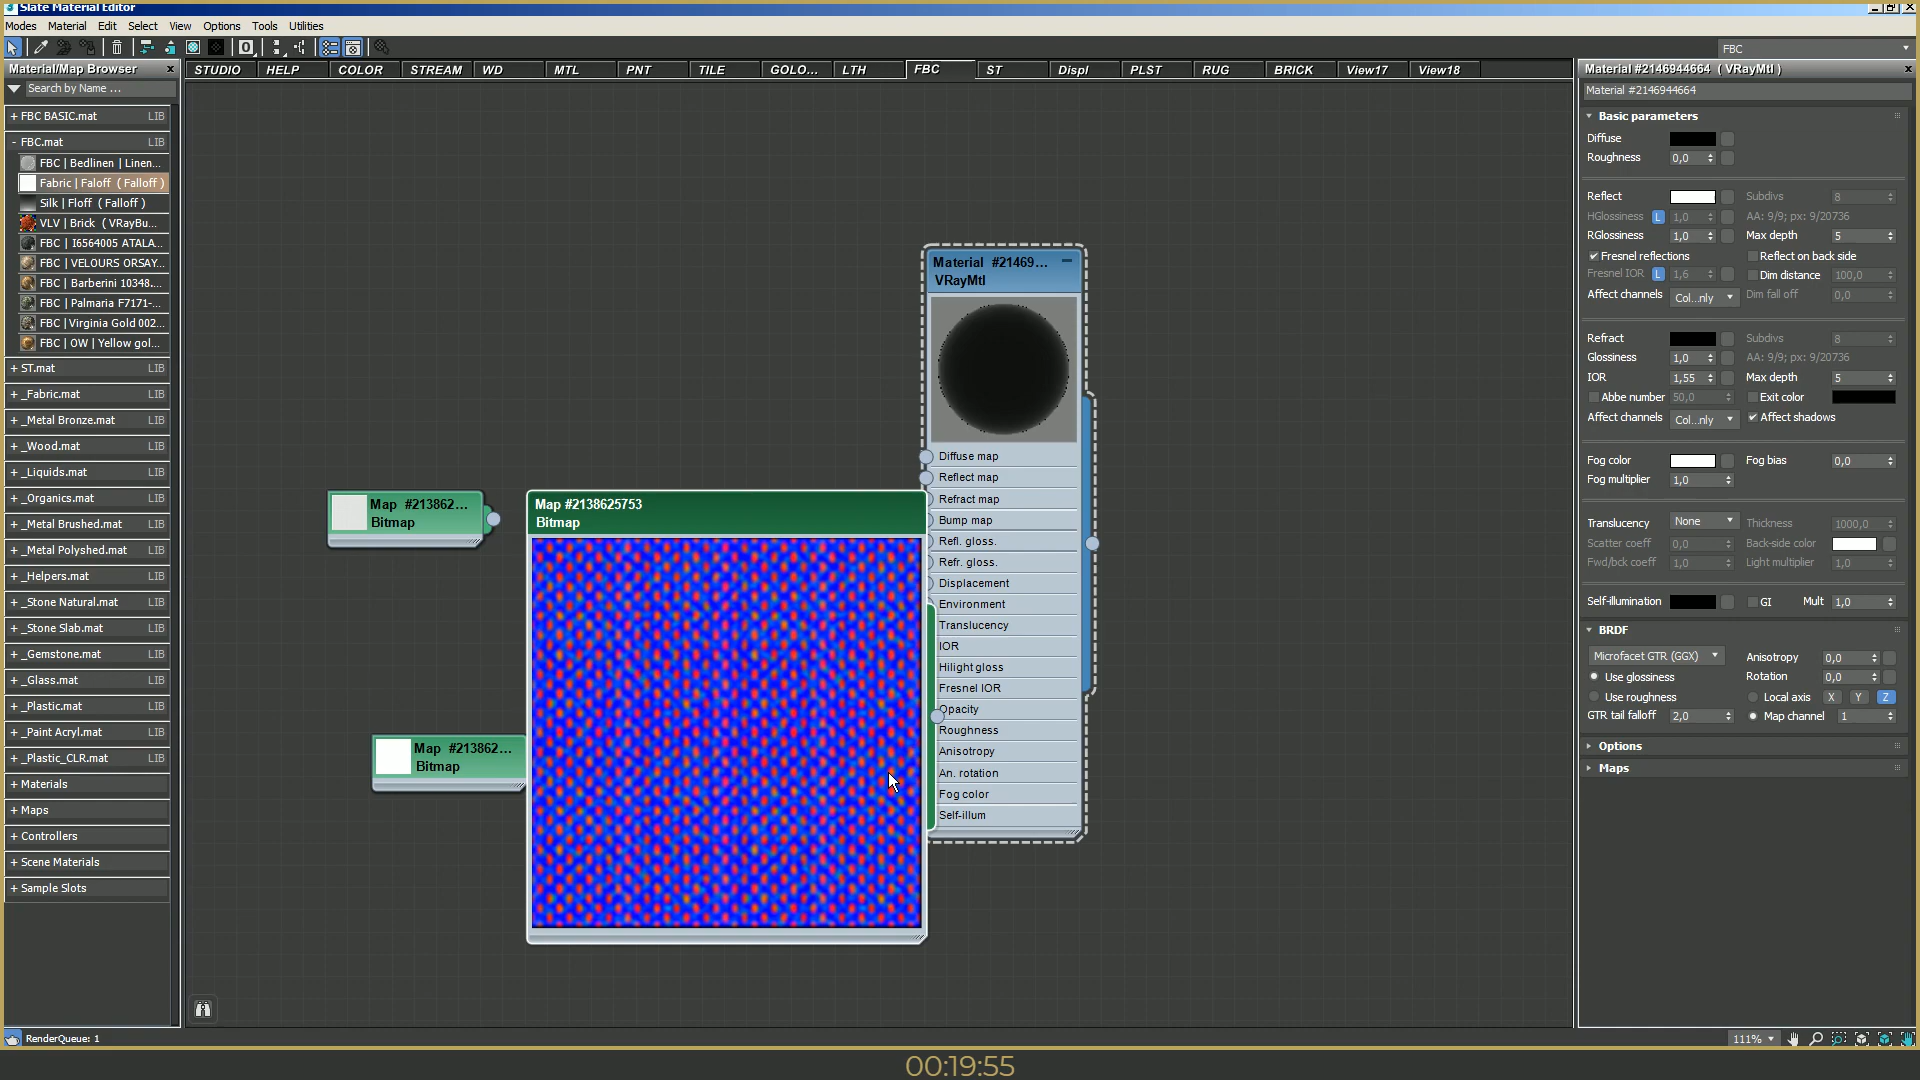 Slate Material Editor
Modes Material Edit Select View Options Tools Utilities
FBC
Material/Map Browser
STUDIO HELP COLOR STREAM WD MTL PNT TILE GOLO... LTH FBC ST Displ PLST RUG BRICK View17 View18
Search by Name ...
+ FBC BASIC.mat LIB
- FBC.mat LIB
FBC | Bedlinen | Linen...
Fabric | Faloff ( Falloff )
Silk | Floff ( Falloff )
VLV | Brick ( VRayBu...
FBC | I6564005 ATALA...
FBC | VELOURS ORSAY...
FBC | Barberini 10348...
FBC | Palmaria F7171-...
FBC | Virginia Gold 002...
FBC | OW | Yellow gol...
+ ST.mat LIB
+ _Fabric.mat LIB
+ _Metal Bronze.mat LIB
+ _Wood.mat LIB
+ _Liquids.mat LIB
+ _Organics.mat LIB
+ _Metal Brushed.mat LIB
+ _Metal Polyshed.mat LIB
+ _Helpers.mat LIB
+ _Stone Natural.mat LIB
+ _Stone Slab.mat LIB
+ _Gemstone.mat LIB
+ _Glass.mat LIB
+ _Plastic.mat LIB
+ _Paint Acryl.mat LIB
+ _Plastic_CLR.mat LIB
+ Materials
+ Maps
+ Controllers
+ Scene Materials
+ Sample Slots
Map #213862...
Bitmap
Map #213862...
Bitmap
Map #2138625753
Bitmap
Material #21469...
VRayMtl
Diffuse map
Reflect map
Refract map
Bump map
Refl. gloss.
Refr. gloss.
Displacement
Environment
Translucency
IOR
Hilight gloss
Fresnel IOR
Opacity
Roughness
Anisotropy
An. rotation
Fog color
Self-illum
Material #2146944664 ( VRayMtl )
Material #2146944664
Basic parameters
Diffuse
Roughness 0,0
Reflect Subdivs 8
HGlossiness L 1,0 AA: 9/9; px: 9/20736
RGlossiness 1,0 Max depth 5
Fresnel reflections Reflect on back side
Fresnel IOR L 1,6 Dim distance 100,0
Affect channels Col...nly Dim fall off 0,0
Refract Subdivs 8
Glossiness 1,0 AA: 9/9; px: 9/20736
IOR 1,55 Max depth 5
Abbe number 50,0 Exit color
Affect channels Col...nly Affect shadows
Fog color Fog bias 0,0
Fog multiplier 1,0
Translucency None Thickness 1000,0
Scatter coeff 0,0 Back-side color
Fwd/bck coeff 1,0 Light multiplier 1,0
Self-illumination GI Mult 1,0
BRDF
Microfacet GTR (GGX) Anisotropy 0,0
Use glossiness Rotation 0,0
Use roughness Local axis X Y Z
GTR tail falloff 2,0 Map channel 1
Options
Maps
RenderQueue: 1
111%
00:19:55